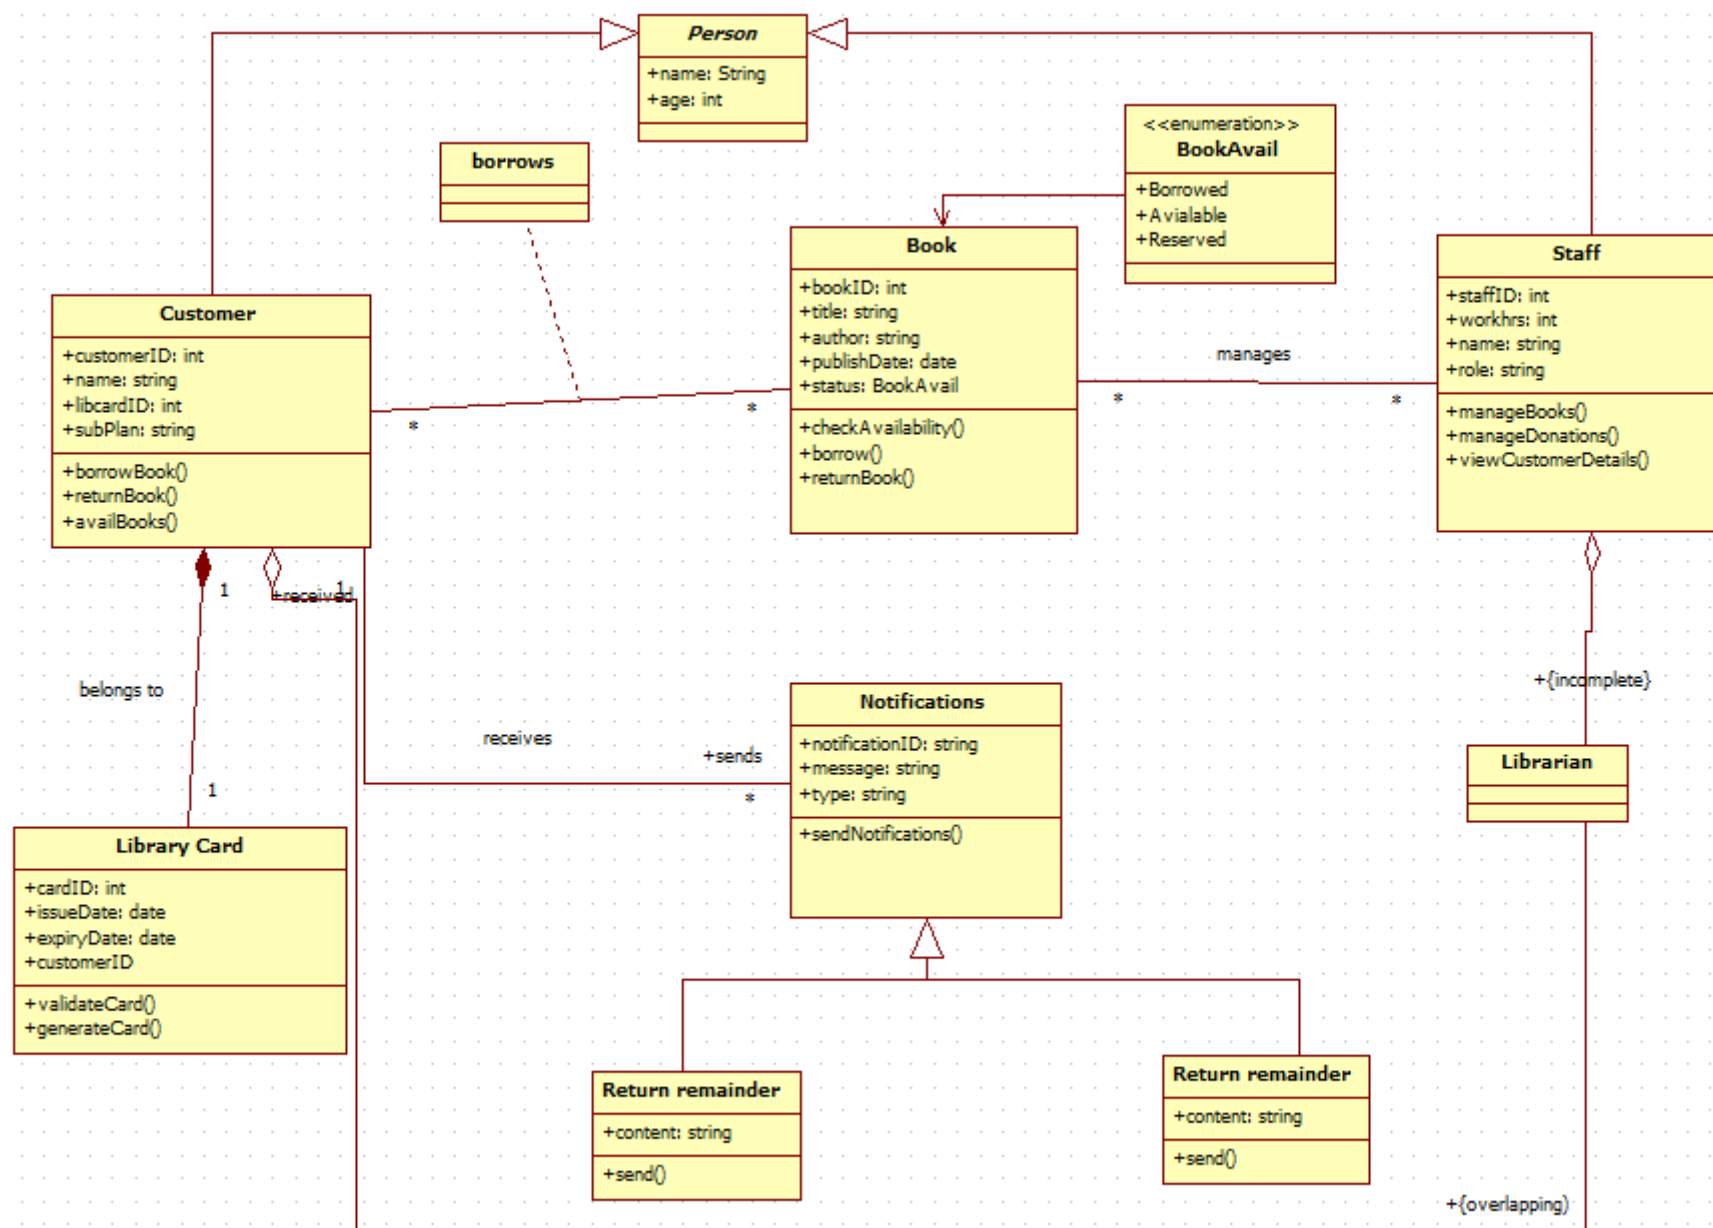 Person
+name: String
+age: int
borrows
<<enumeration>>
BookAvail
+Borrowed
+Avialable
+Reserved
Book
+bookID: int
+title: string
+author: string
+publishDate: date
+status: BookAvail
+checkAvailability()
+borrow()
+returnBook()
Staff
+staffID: int
+workhrs: int
+name: string
+role: string
+manageBooks()
+manageDonations()
+viewCustomerDetails()
manages
*
*
Customer
+customerID: int
+name: string
+libcardID: int
+subPlan: string
+borrowBook()
+returnBook()
+availBooks()
*
*
1
+received
1
belongs to
1
receives
+sends
*
Notifications
+notificationID: string
+message: string
+type: string
+sendNotifications()
+{incomplete}
Librarian
Library Card
+cardID: int
+issueDate: date
+expiryDate: date
+customerID
+validateCard()
+generateCard()
Return remainder
+content: string
+send()
Return remainder
+content: string
+send()
+{overlapping)